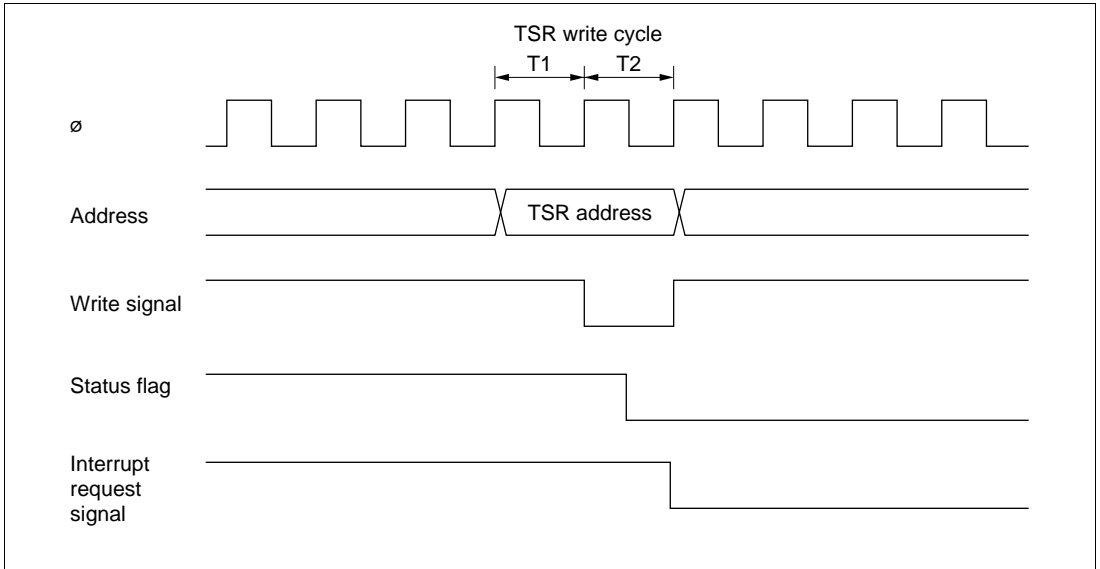 TSR write cycle
T1 T2
ø
Address
TSR address
Write signal
Status flag
Interrupt
request
signal